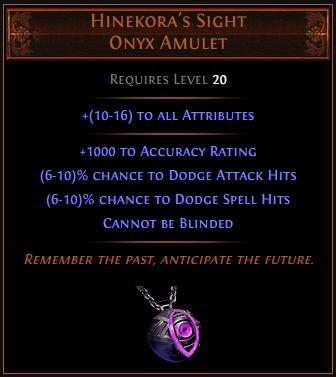 Hinekora's Sight
Onyx Amulet
Requires Level 20
+(10-16) to all Attributes
+1000 to Accuracy Rating
(6-10)% chance to Dodge Attack Hits
(6-10)% chance to Dodge Spell Hits
Cannot be Blinded
Remember the past, anticipate the future.